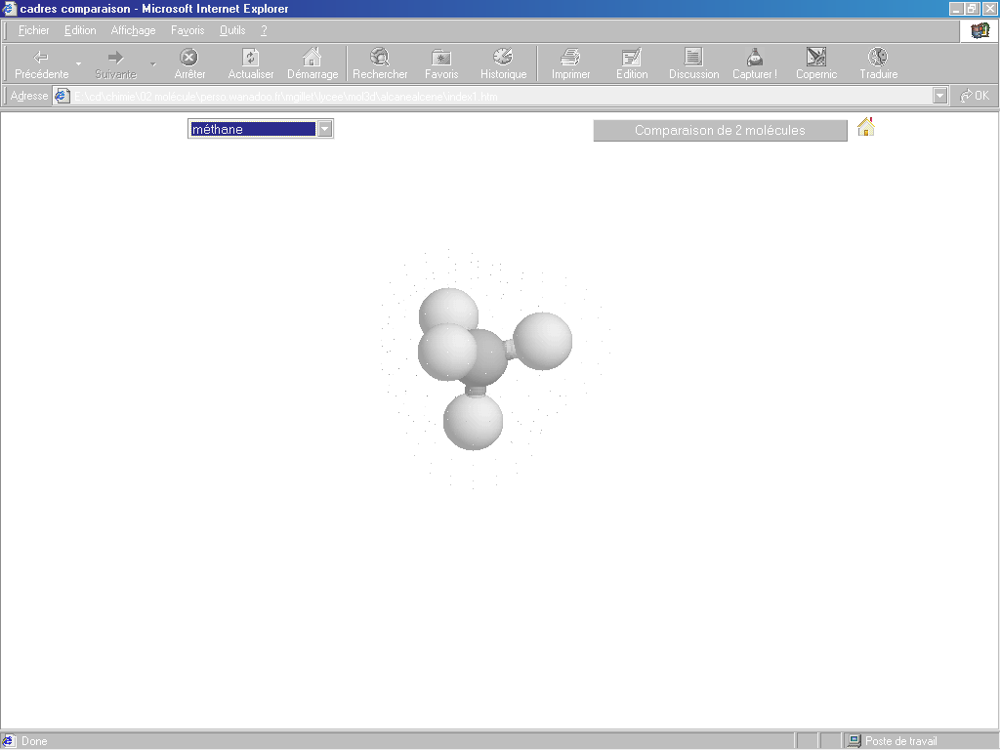 cadres comparaison - Microsoft Internet Explorer
Fichier Edition Affichage Favoris Outils ?
Précédente Suivante Arrêter Actualiser Démarrage Rechercher Favoris Historique Imprimer Edition Discussion Capturer ! Copernic Traduire
Adresse E:\cd\chimie\02 molécule\perso.wanadoo.fr\mgillet\lycee\mol3d\alcanealcene\index1.htm OK
méthane Comparaison de 2 molécules
Done Poste de travail